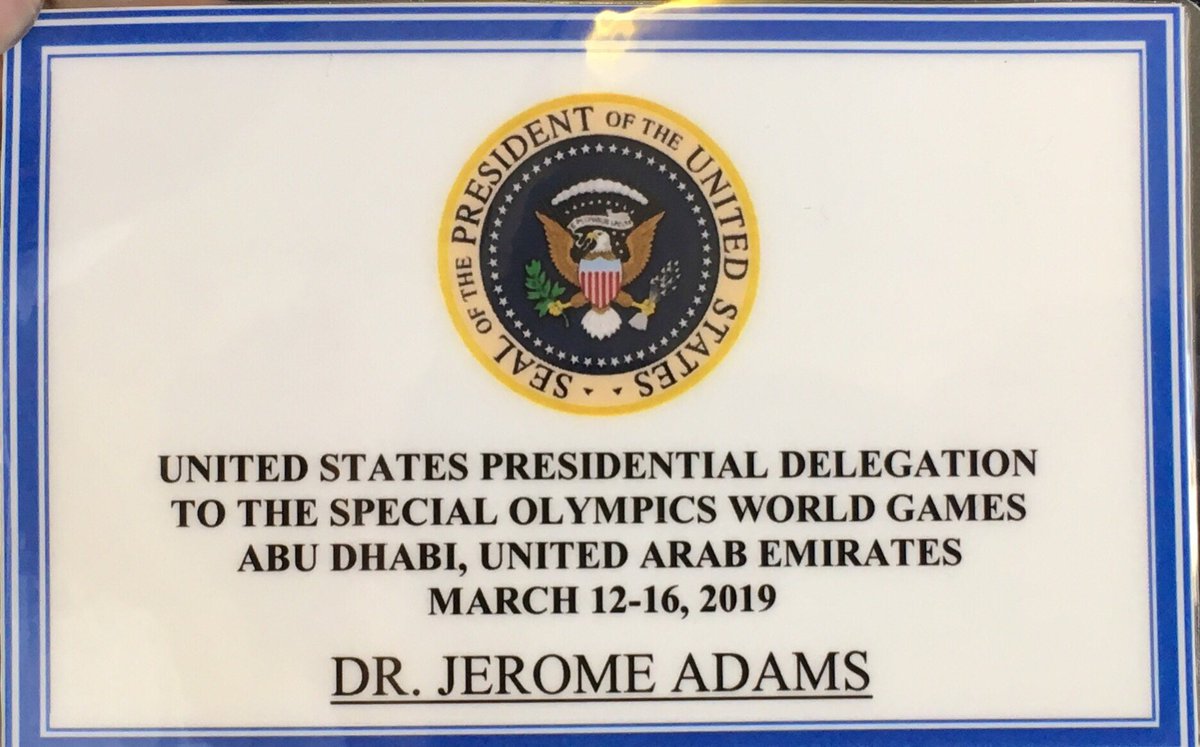 SEAL OF THE PRESIDENT OF THE UNITED STATES
UNITED STATES PRESIDENTIAL DELEGATION
TO THE SPECIAL OLYMPICS WORLD GAMES
ABU DHABI, UNITED ARAB EMIRATES
MARCH 12-16, 2019
DR. JEROME ADAMS